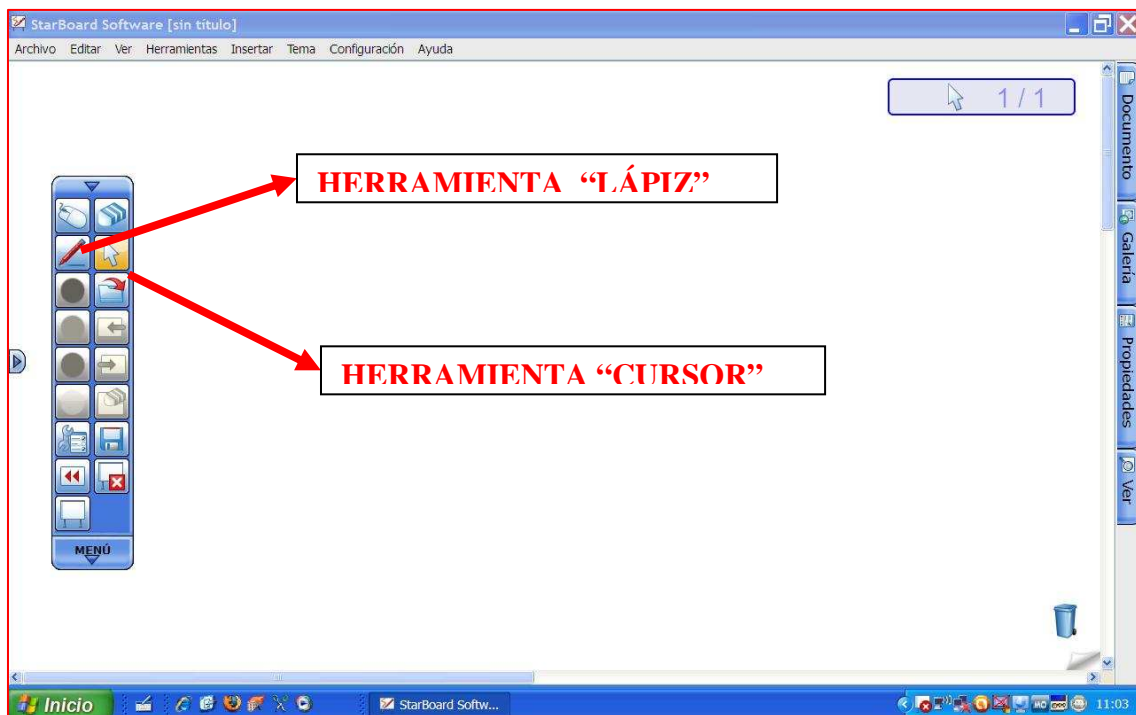 StarBoard Software [sin título]
Archivo Editar Ver Herramientas Insertar Tema Configuración Ayuda
1 / 1
Documento
Galería
Propiedades
Ver
HERRAMIENTA “LÁPIZ”
HERRAMIENTA “CURSOR”
MENÚ
Inicio
StarBoard Softw...
11:03